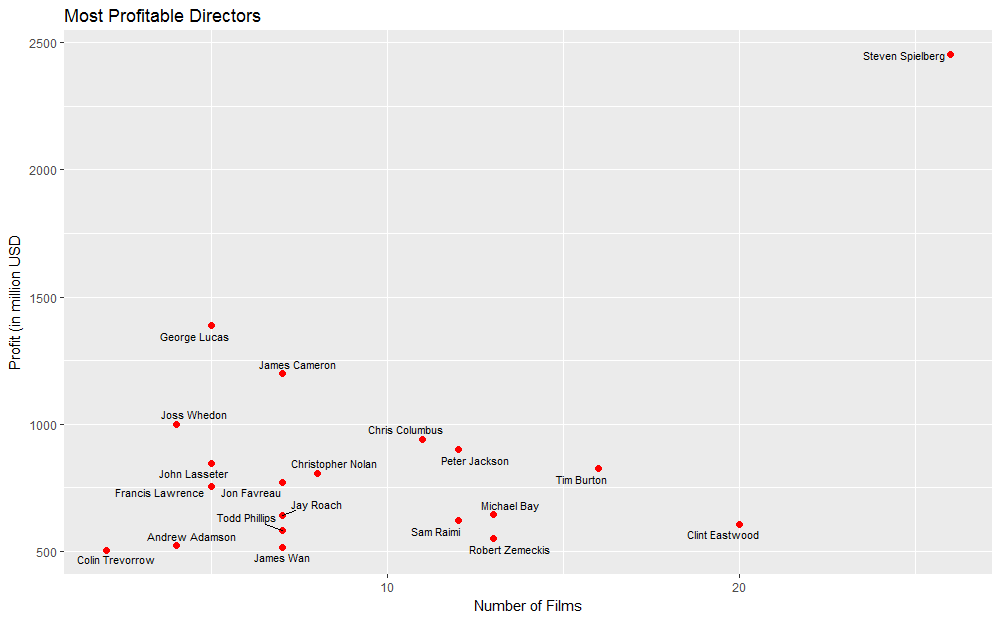 Most Profitable Directors
2500
Steven Spielberg
2000
Profit (in million USD
1500
George Lucas
James Cameron
Joss Whedon
1000
Chris Columbus
Peter Jackson
Christopher Nolan
John Lasseter
Tim Burton
Francis Lawrence
Jon Favreau
Jay Roach
Michael Bay
Todd Phillips
Sam Raimi
Clint Eastwood
Andrew Adamson
500
Robert Zemeckis
James Wan
Colin Trevorrow
10
20
Number of Films